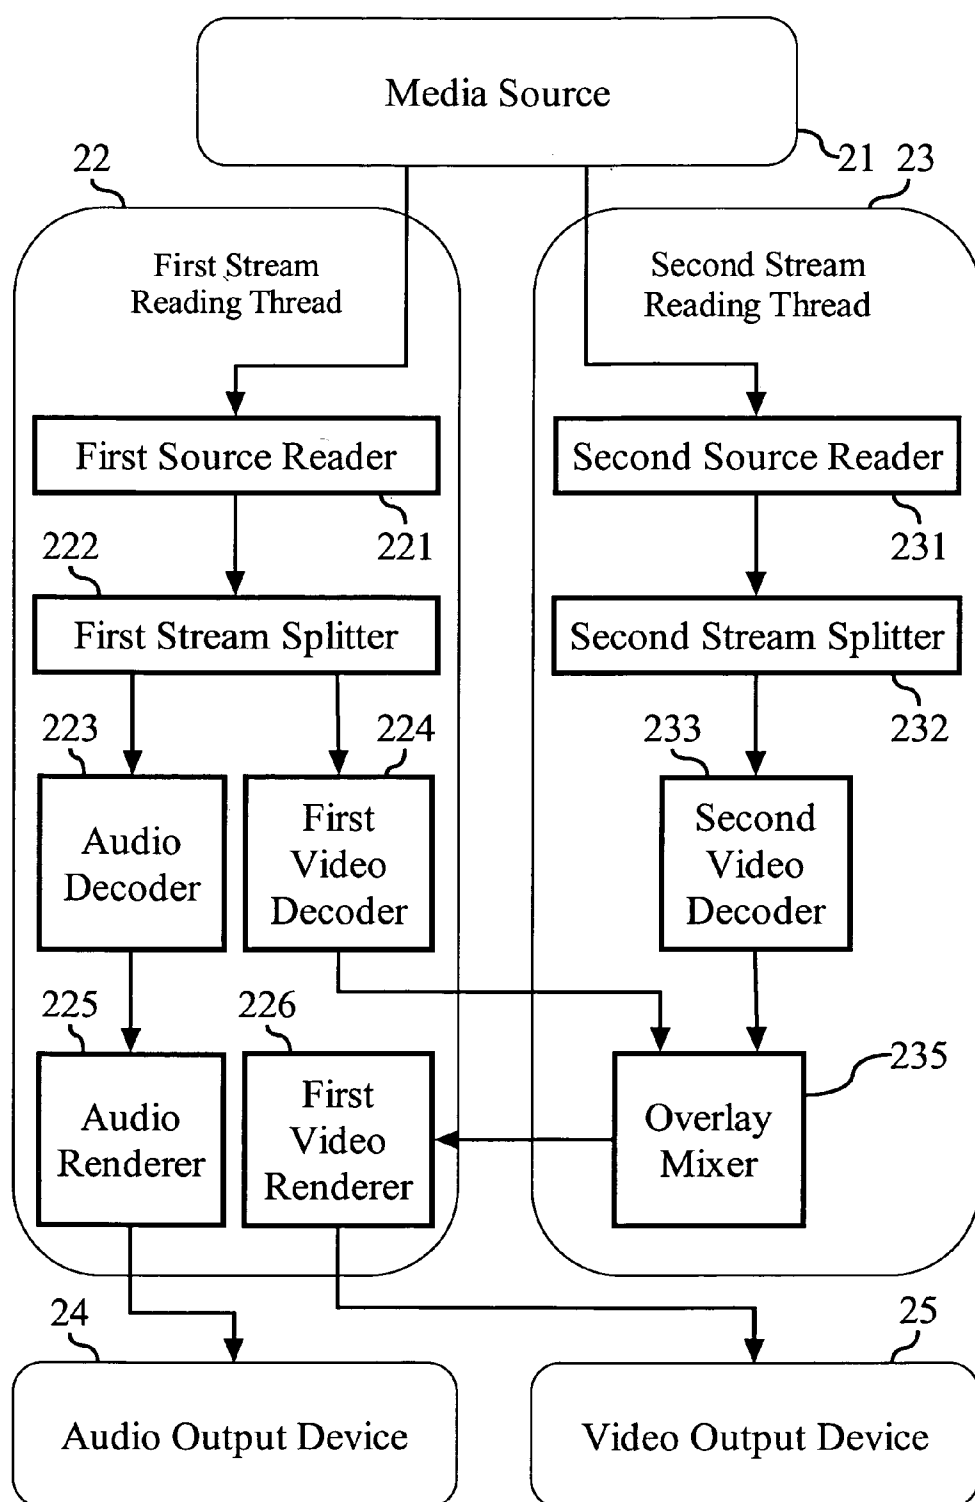 Media Source
21
22
23
First Stream
Reading Thread
Second Stream
Reading Thread
First Source Reader
221
Second Source Reader
231
222
First Stream Splitter
Second Stream Splitter
232
223
Audio
Decoder
224
First
Video
Decoder
233
Second
Video
Decoder
225
Audio
Renderer
226
First
Video
Renderer
235
Overlay
Mixer
24
Audio Output Device
25
Video Output Device